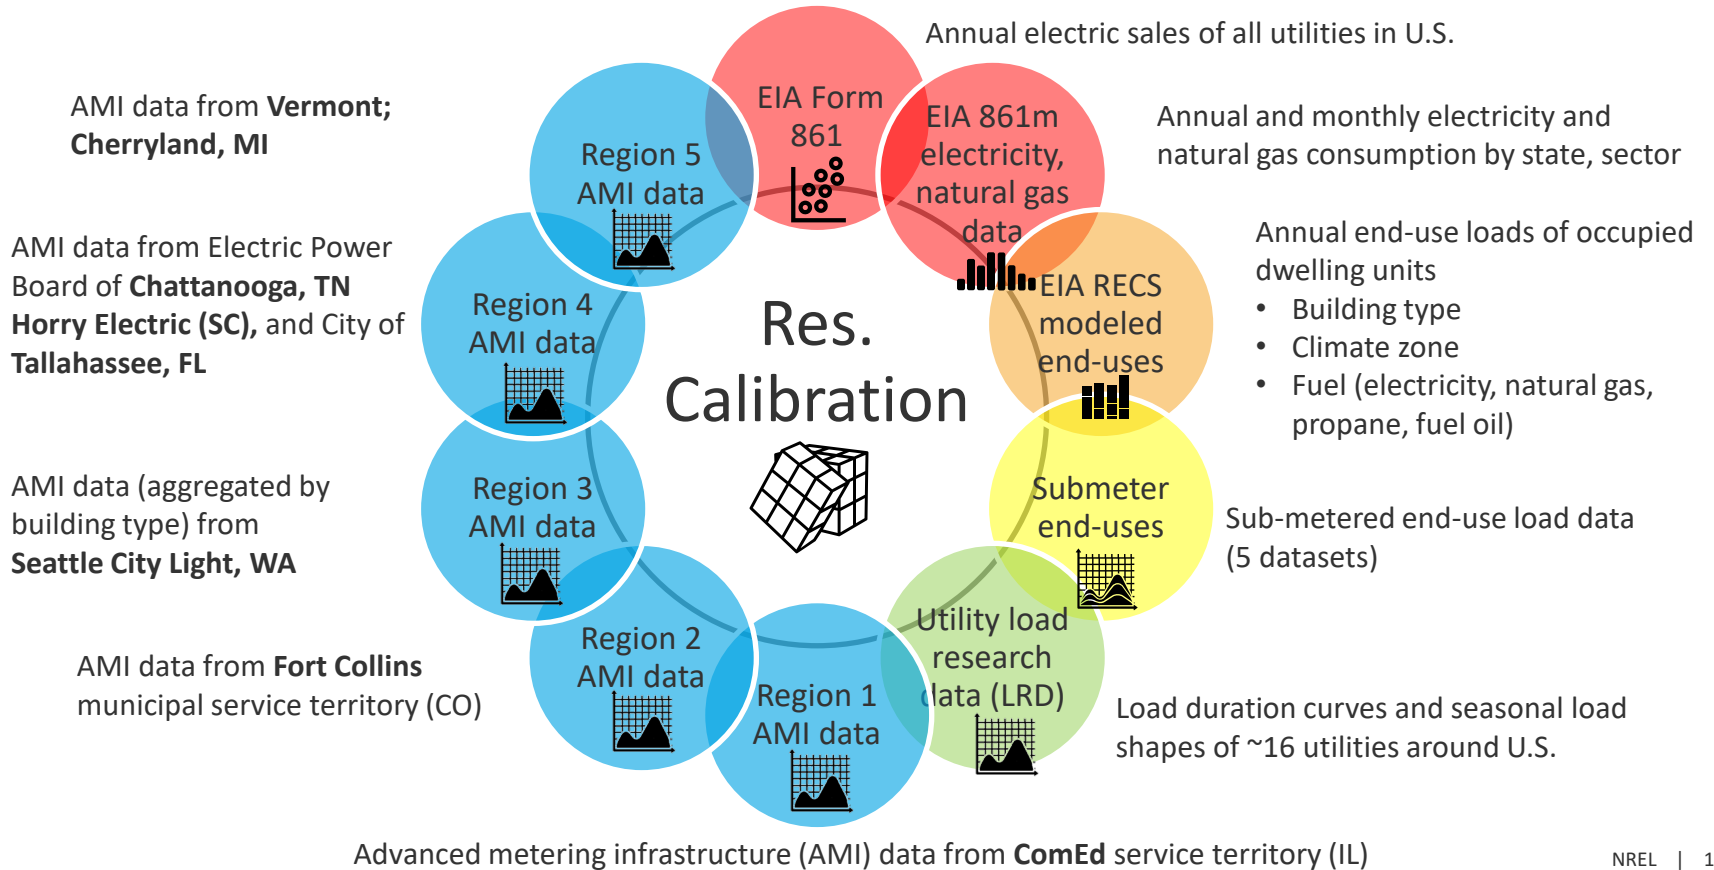 Annual electric sales of all utilities in U.S.
EIA Form
861
EIA 861m
electricity,
natural gas
data
Annual and monthly electricity and
natural gas consumption by state, sector
EIA RECS
modeled
end-uses
Annual end-use loads of occupied
dwelling units
• Building type
• Climate zone
• Fuel (electricity, natural gas,
propane, fuel oil)
Submeter
end-uses
Sub-metered end-use load data
(5 datasets)
Utility load
research
data (LRD)
Load duration curves and seasonal load
shapes of ~16 utilities around U.S.
Region 1
AMI data
Advanced metering infrastructure (AMI) data from ComEd service territory (IL)
Region 2
AMI data
AMI data from Fort Collins
municipal service territory (CO)
Region 3
AMI data
AMI data (aggregated by
building type) from
Seattle City Light, WA
Region 4
AMI data
AMI data from Electric Power
Board of Chattanooga, TN
Horry Electric (SC), and City of
Tallahassee, FL
Region 5
AMI data
AMI data from Vermont;
Cherryland, MI
Res.
Calibration
NREL | 1